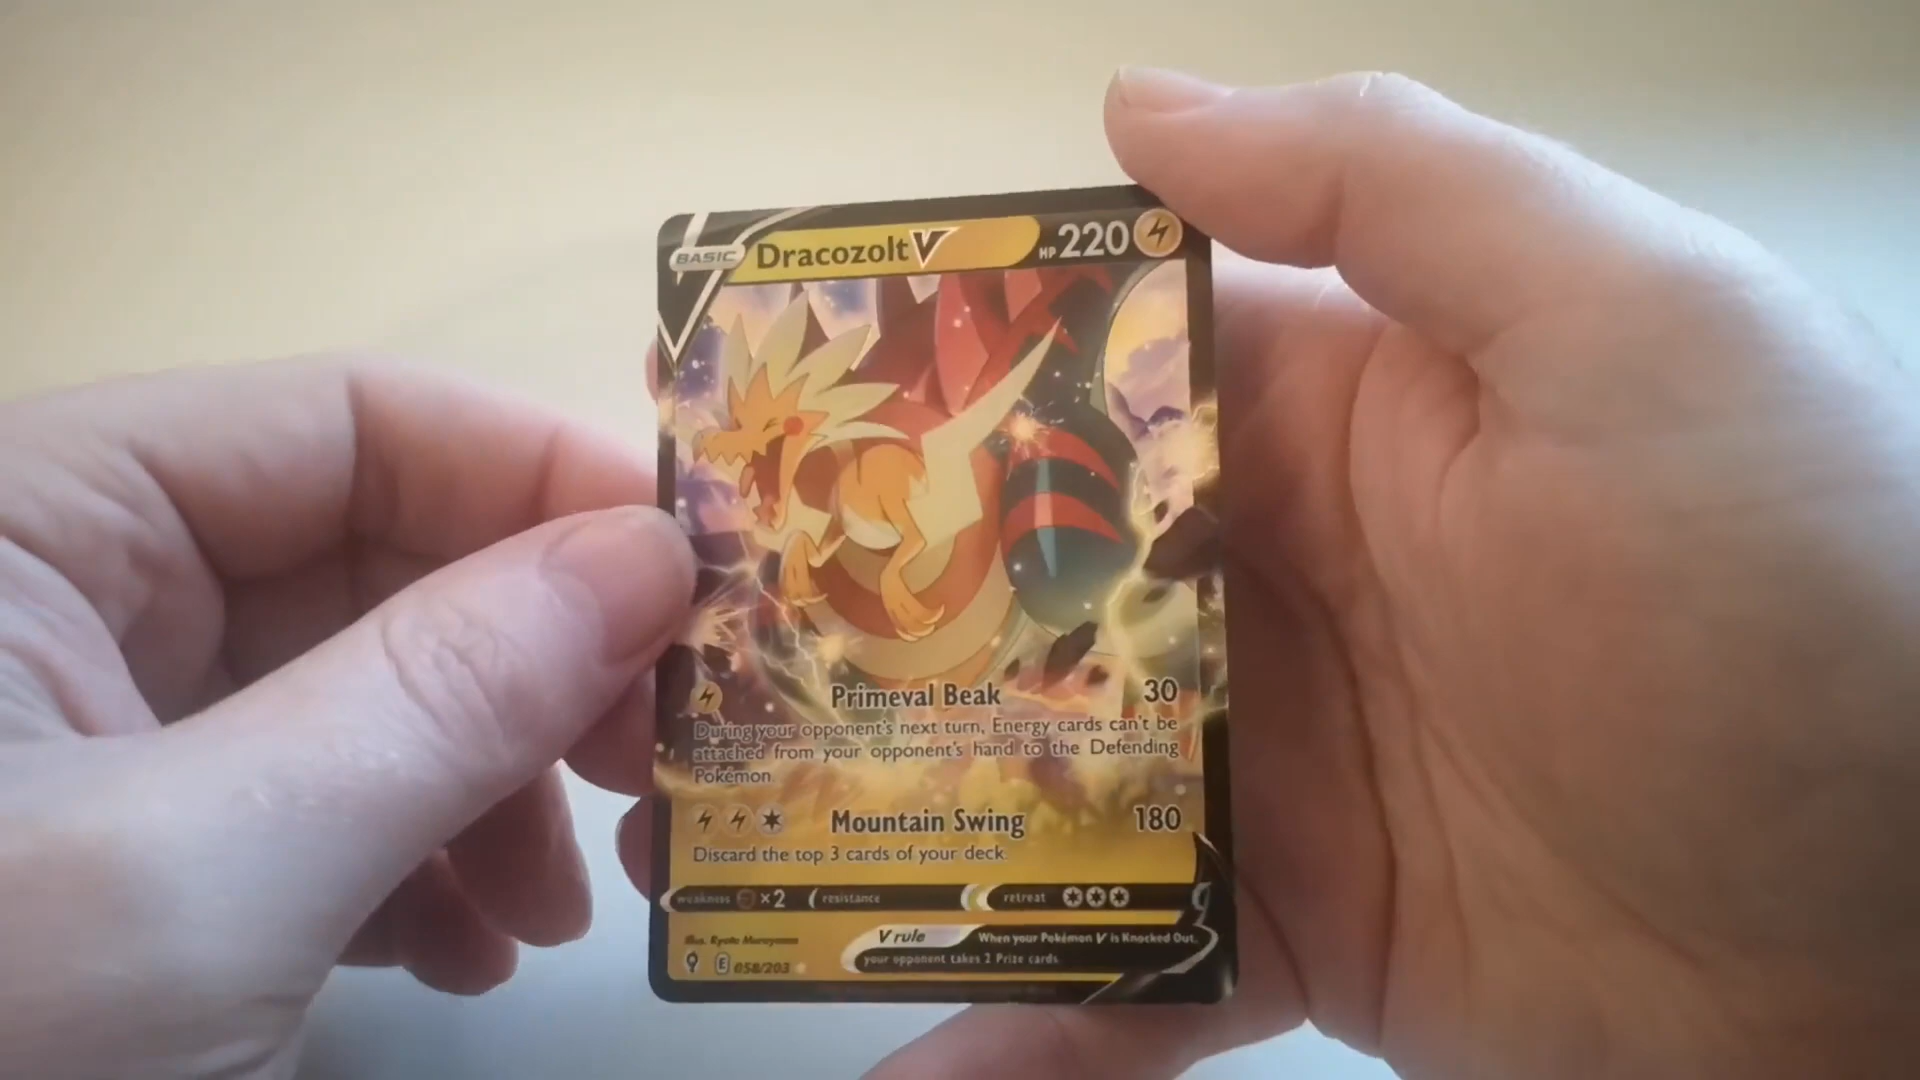 BASIC Dracozolt V HP 220
Primeval Beak 30
During your opponent's next turn, Energy cards can't be
attached from your opponent's hand to the Defending
Pokémon.
Mountain Swing 180
Discard the top 3 cards of your deck.
weakness ×2 resistance retreat
Illus. Kyoko
V rule When your Pokémon V is Knocked Out,
your opponent takes 2 Prize cards.
E 058/203